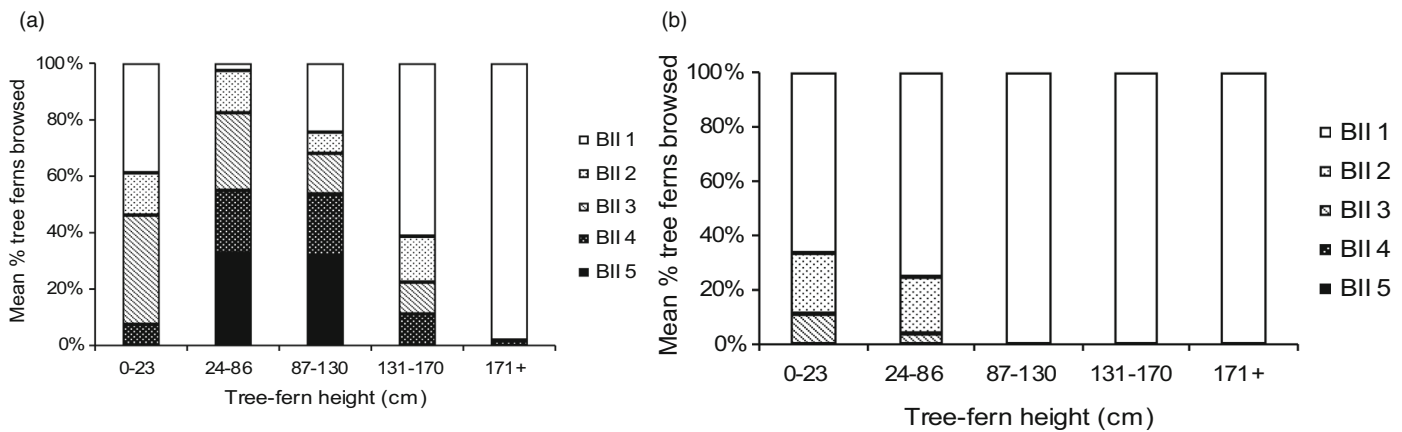 (a)
Mean % tree ferns browsed
100%
80%
60%
40%
20%
0%
0-23 24-86 87-130 131-170 171+
Tree-fern height (cm)
BII 1
BII 2
BII 3
BII 4
BII 5
(b)
Mean % tree ferns browsed
100%
80%
60%
40%
20%
0%
0-23 24-86 87-130 131-170 171+
Tree-fern height (cm)
BII 1
BII 2
BII 3
BII 4
BII 5